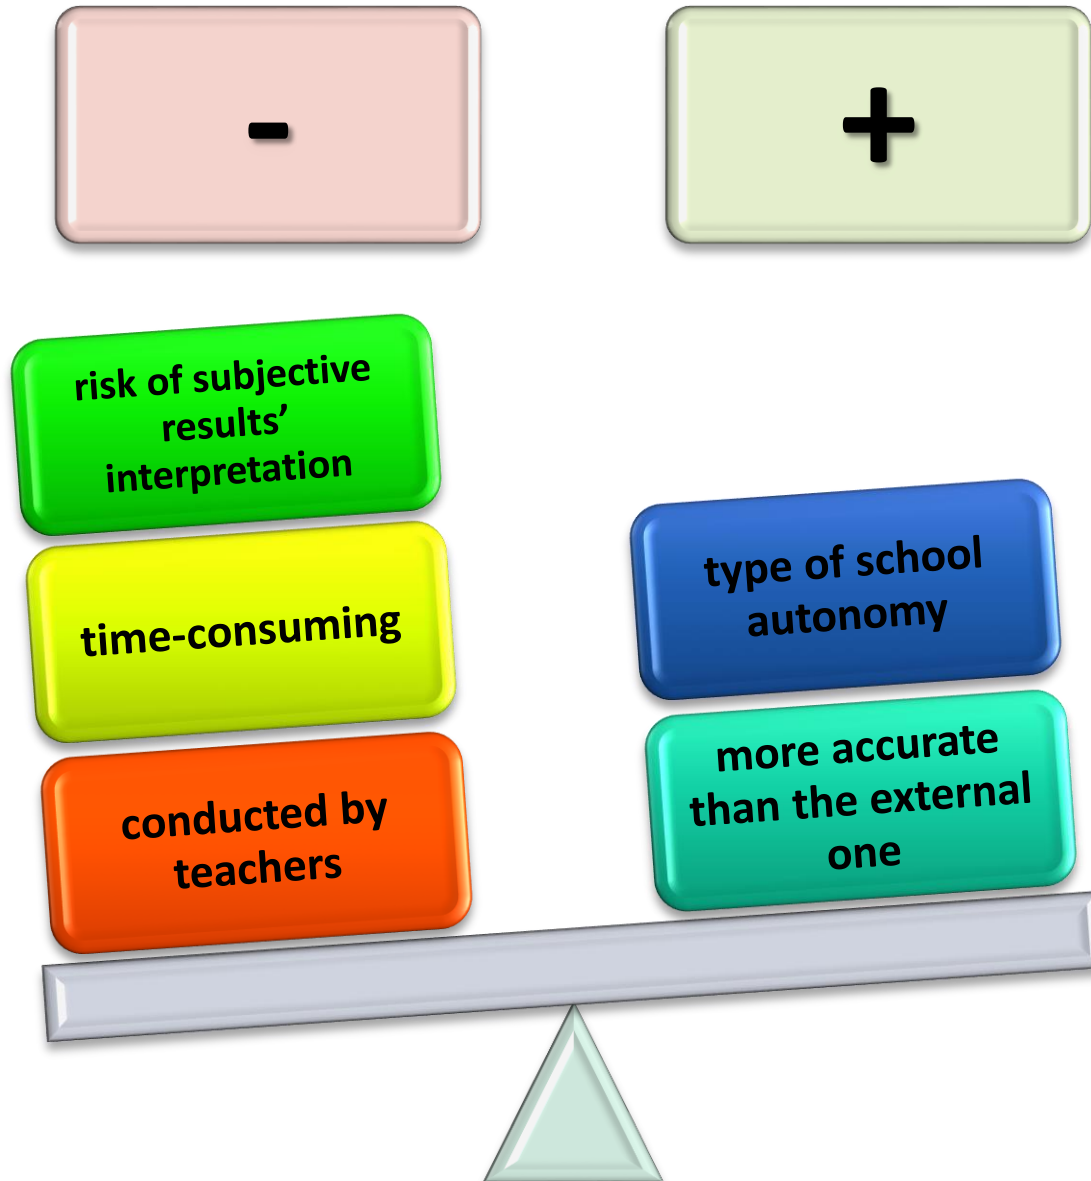 -
+
risk of subjective
results’
interpretation
time-consuming
conducted by
teachers
type of school
autonomy
more accurate
than the external
one